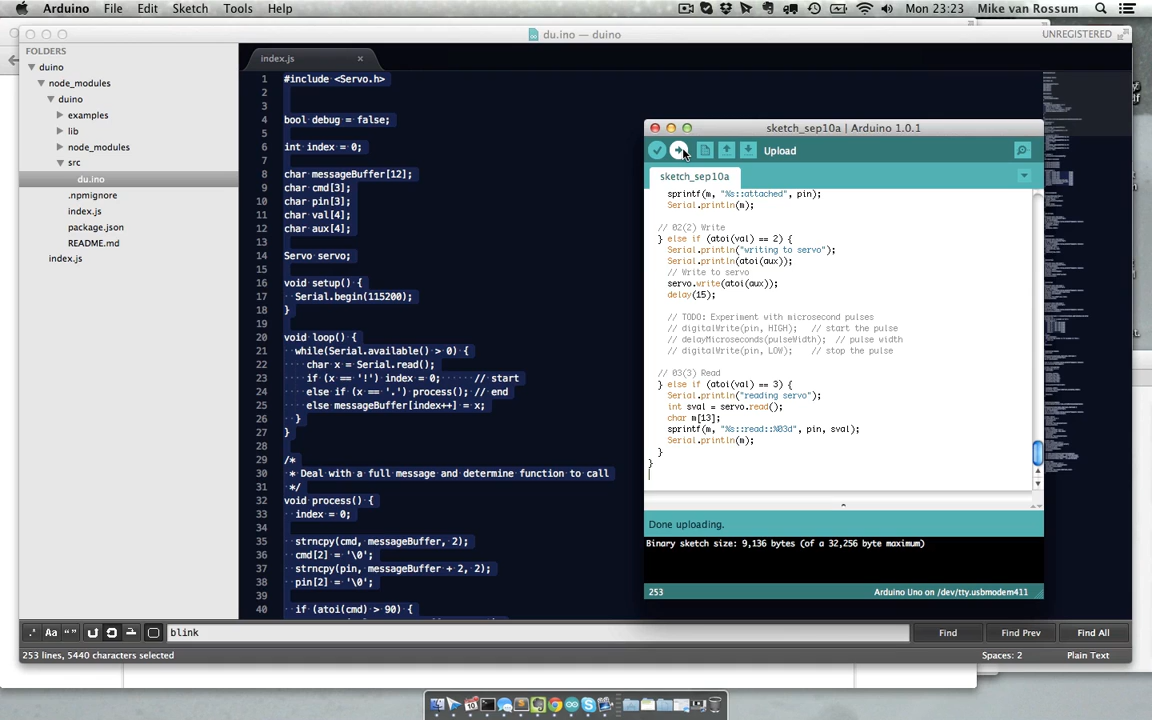 Arduino File Edit Sketch Tools Help Mon 23:23 Mike van Rossum
du.ino — duino UNREGISTERED
FOLDERS
duino
node_modules
duino
examples
lib
node_modules
src
du.ino
.npmignore
index.js
package.json
README.md
index.js
index.js
1 #include <Servo.h>
2
3
4 bool debug = false;
5
6 int index = 0;
7
8 char messageBuffer[12];
9 char cmd[3];
10 char pin[3];
11 char val[4];
12 char aux[4];
13
14 Servo servo;
15
16 void setup() {
17 Serial.begin(115200);
18 }
19
20 void loop() {
21 while(Serial.available() > 0) {
22 char x = Serial.read();
23 if (x == '!') index = 0; // start
24 else if (x == '.') process(); // end
25 else messageBuffer[index++] = x;
26 }
27 }
28
29 /*
30 * Deal with a full message and determine function to call
31 */
32 void process() {
33 index = 0;
34
35 strncpy(cmd, messageBuffer, 2);
36 cmd[2] = '\0';
37 strncpy(pin, messageBuffer + 2, 2);
38 pin[2] = '\0';
39
40 if (atoi(cmd) > 90) {
sketch_sep10a | Arduino 1.0.1
Upload
sketch_sep10a
sprintf(m, "%s::attached", pin);
Serial.println(m);
// 02(2) Write
} else if (atoi(val) == 2) {
Serial.println("writing to servo");
Serial.println(atoi(aux));
// Write to servo
servo.write(atoi(aux));
delay(15);
// TODO: Experiment with microsecond pulses
// digitalWrite(pin, HIGH); // start the pulse
// delayMicroseconds(pulseWidth); // pulse width
// digitalWrite(pin, LOW); // stop the pulse
// 03(3) Read
} else if (atoi(val) == 3) {
Serial.println("reading servo");
int sval = servo.read();
char m[13];
sprintf(m, "%s::read::%03d", pin, sval);
Serial.println(m);
}
}
Done uploading.
Binary sketch size: 9,136 bytes (of a 32,256 byte maximum)
253 Arduino Uno on /dev/tty.usbmodem411
.* Aa “” blink Find Find Prev Find All
253 lines, 5440 characters selected Spaces: 2 Plain Text